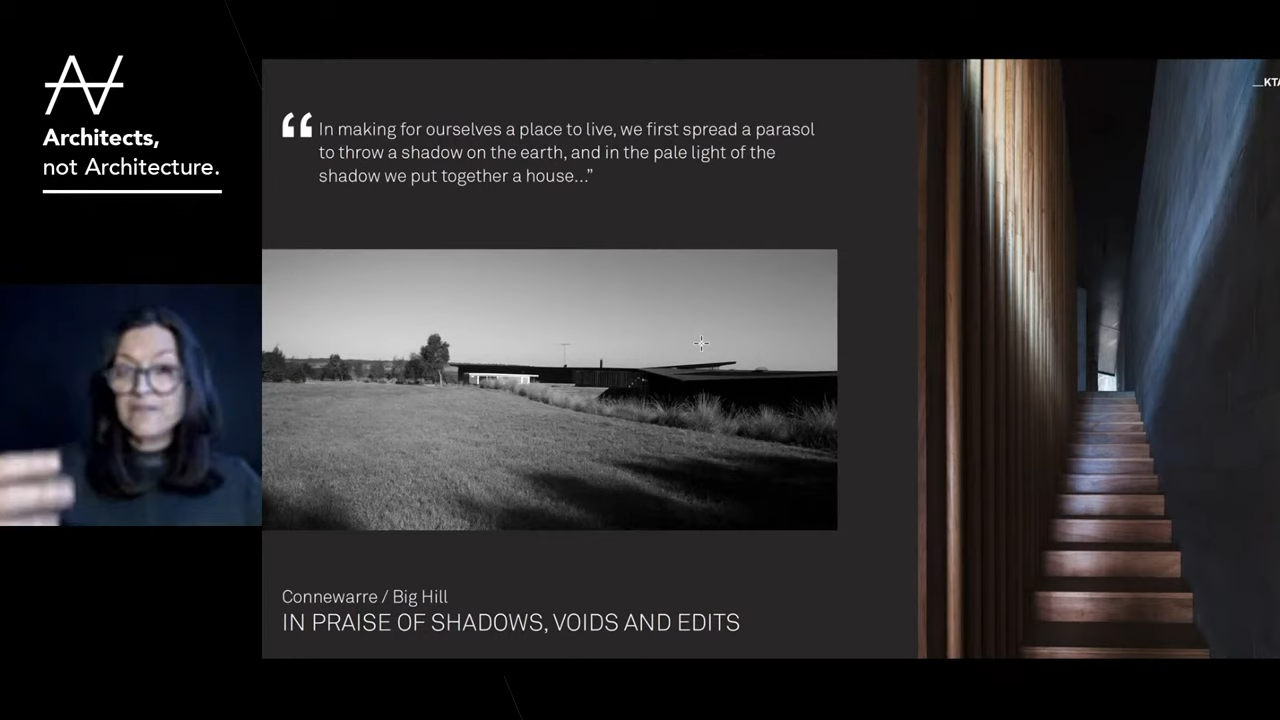 Architects,
not Architecture.
“ In making for ourselves a place to live, we first spread a parasol
to throw a shadow on the earth, and in the pale light of the
shadow we put together a house...”
Connewarre / Big Hill
IN PRAISE OF SHADOWS, VOIDS AND EDITS